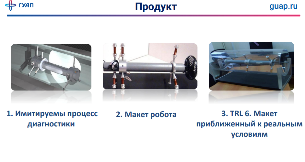 ГУАП
Продукт
guap.ru
1. Имитируемы процесс
диагностики
2. Макет робота
3. TRL 6. Макет
приближенный к реальным
условиям